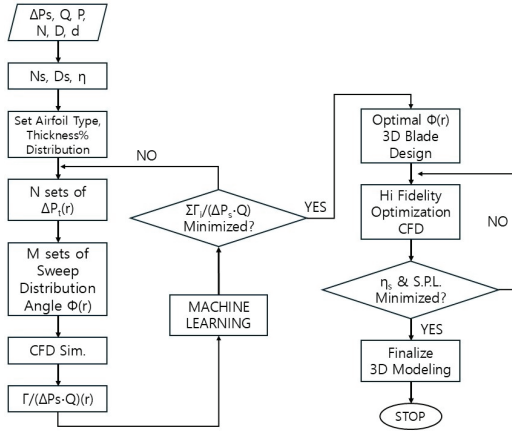 ΔPs, Q, P,
N, D, d
Ns, Ds, η
Set Airfoil Type,
Thickness%
Distribution
NO
N sets of
ΔPt(r)
M sets of
Sweep
Distribution
Angle Φ(r)
CFD Sim.
Γ/(ΔPs·Q)(r)
MACHINE
LEARNING
ΣΓi/(ΔPs·Q)
Minimized?
YES
Optimal Φ(r)
3D Blade
Design
Hi Fidelity
Optimization
CFD
NO
ηs & S.P.L.
Minimized?
YES
Finalize
3D Modeling
STOP